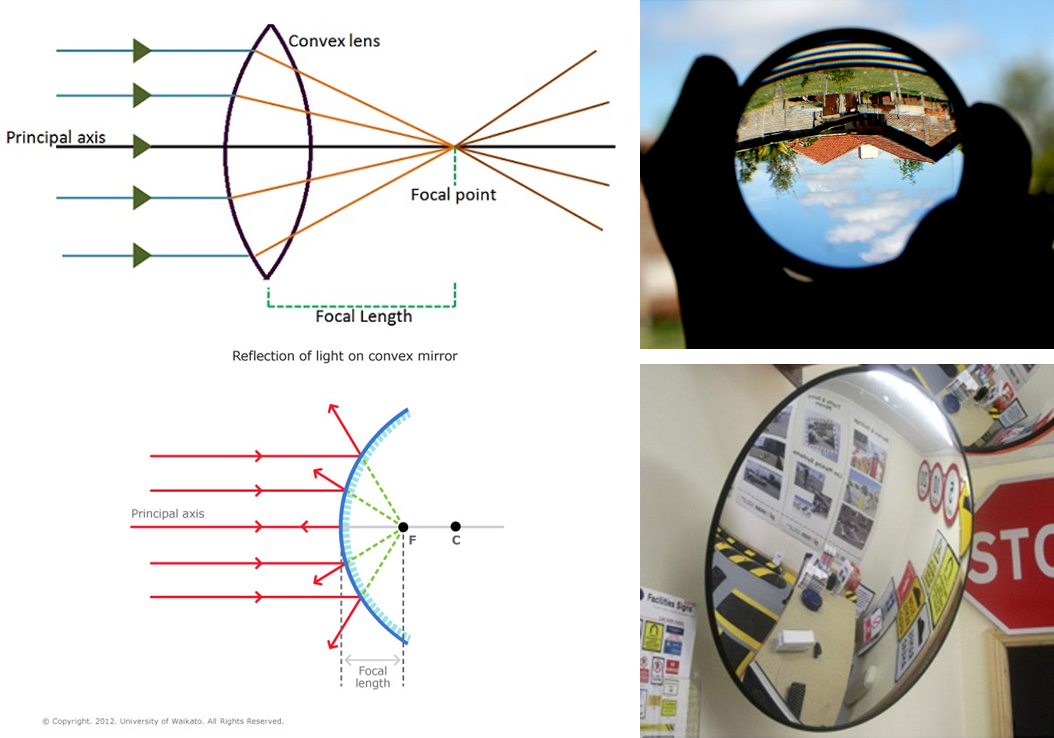 Convex lens
Principal axis
Focal point
Focal Length
Reflection of light on convex mirror
Principal axis
F
C
Focal
length
© Copyright. 2012. University of Waikato. All Rights Reserved.
STO
Facilities Signs